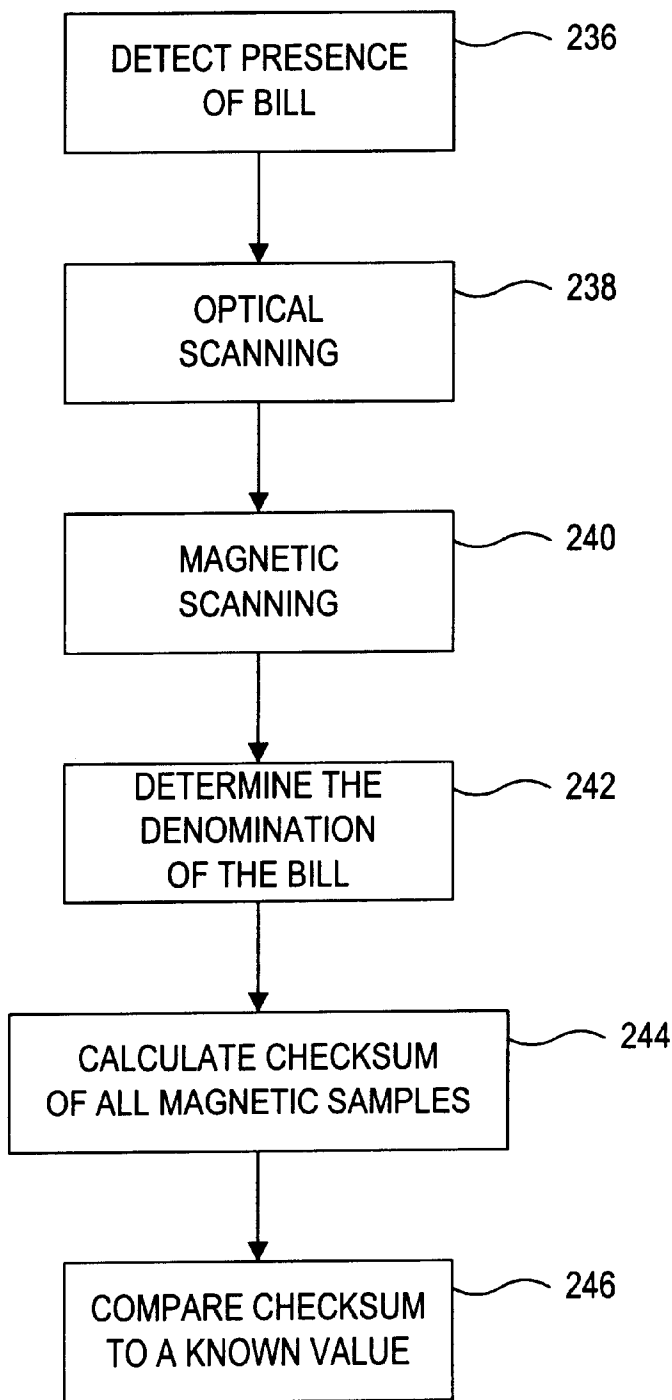 DETECT PRESENCE
OF BILL
236
OPTICAL
SCANNING
238
MAGNETIC
SCANNING
240
DETERMINE THE
DENOMINATION
OF THE BILL
242
CALCULATE CHECKSUM
OF ALL MAGNETIC SAMPLES
244
COMPARE CHECKSUM
TO A KNOWN VALUE
246